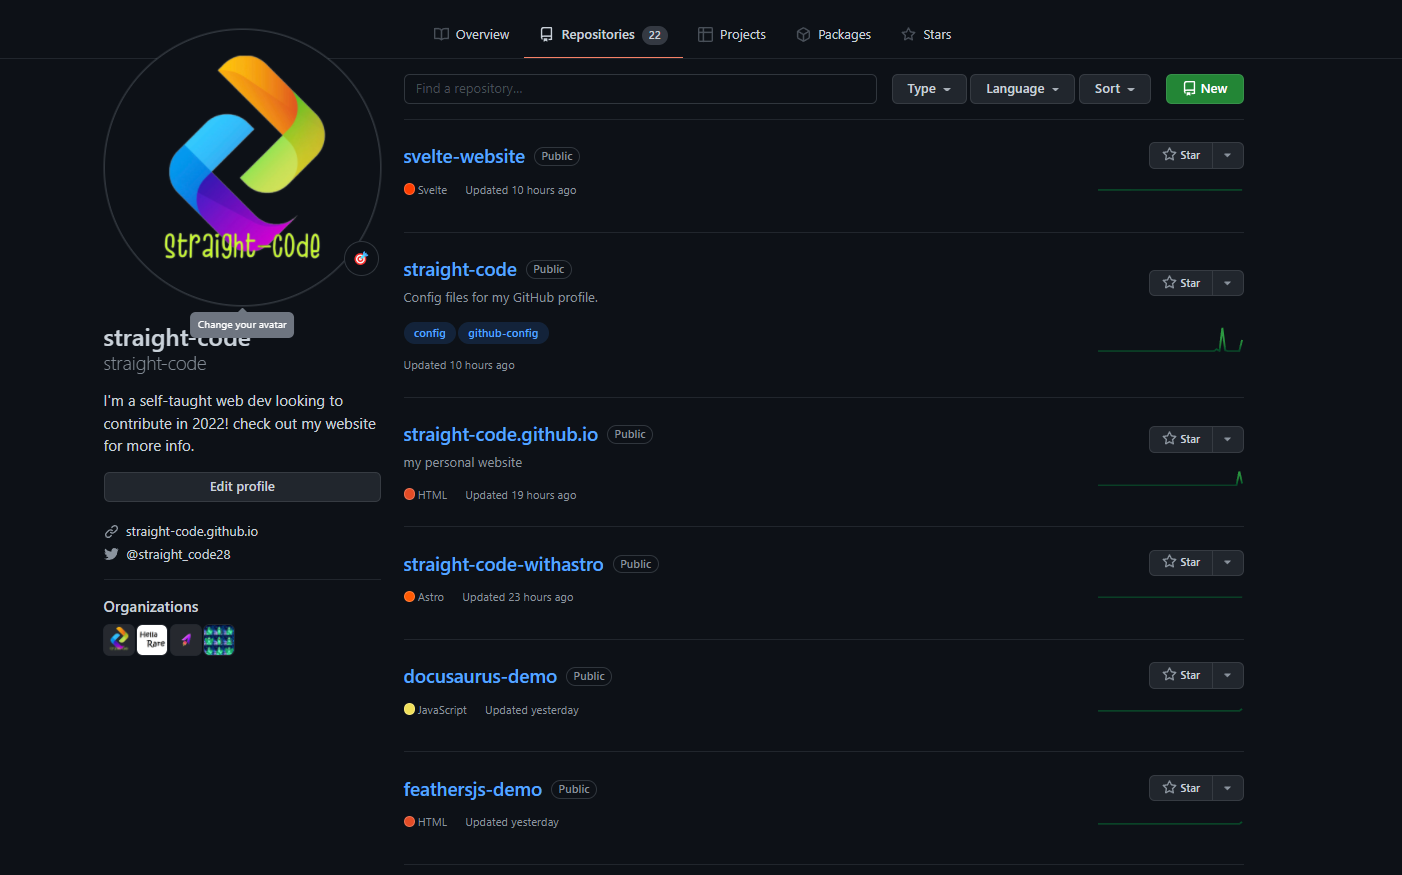 Overview
Repositories 22
Projects
Packages
Stars
straight-code
Change your avatar
straight-code
straight-code
I'm a self-taught web dev looking to
contribute in 2022! check out my website
for more info.
Edit profile
straight-code.github.io
@straight_code28
Organizations
Hella
Rare
Find a repository...
Type
Language
Sort
New
svelte-website Public
Star
Svelte Updated 10 hours ago
straight-code Public
Star
Config files for my GitHub profile.
config github-config
Updated 10 hours ago
straight-code.github.io Public
Star
my personal website
HTML Updated 19 hours ago
straight-code-withastro Public
Star
Astro Updated 23 hours ago
docusaurus-demo Public
Star
JavaScript Updated yesterday
feathersjs-demo Public
Star
HTML Updated yesterday